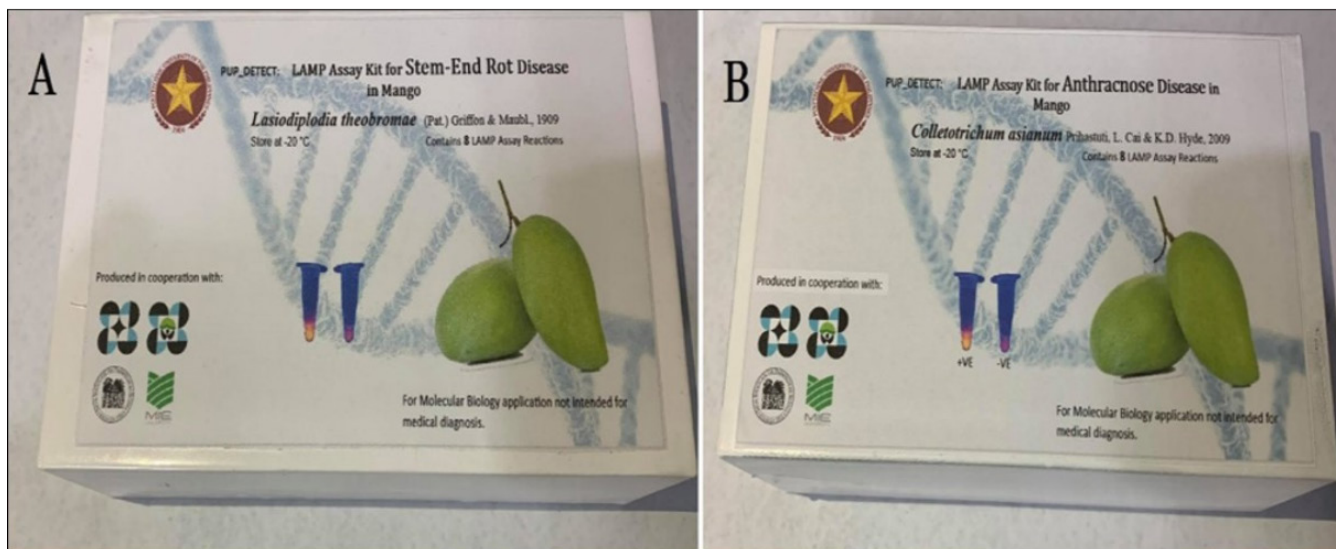 A
PUP_DETECT: LAMP Assay Kit for Stem-End Rot Disease
in Mango
Lasiodiplodia theobromae (Pat.) Griffon & Maubl., 1909
Store at -20 °C
Contains 8 LAMP Assay Reactions
1904
Produced in cooperation with:
MIC
For Molecular Biology application not intended for
medical diagnosis.
B
PUP_DETECT: LAMP Assay Kit for Anthracnose Disease in
Mango
Colletotrichum asianum Prihastuti, L. Cai & K.D. Hyde, 2009
Store at -20 °C
Contains 8 LAMP Assay Reactions
1904
Produced in cooperation with:
+VE
-VE
For Molecular Biology application not intended for
medical diagnosis.